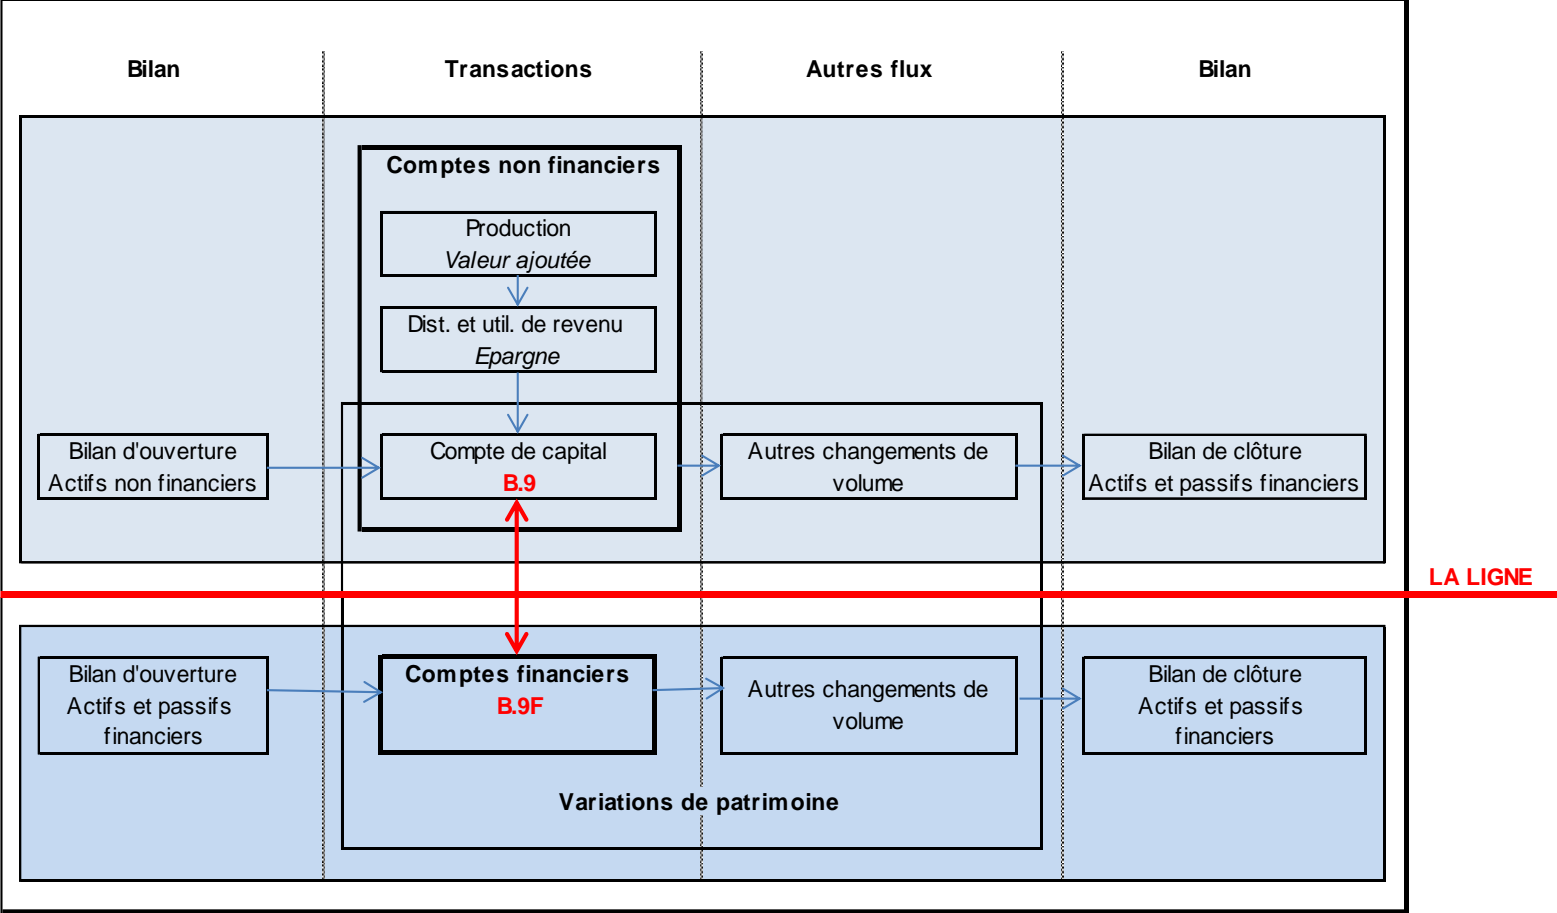 Bilan
Transactions
Autres flux
Bilan
Comptes non financiers
Production
Valeur ajoutée
Dist. et util. de revenu
Epargne
Bilan d'ouverture
Actifs non financiers
Compte de capital
B.9
Autres changements de
volume
Bilan de clôture
Actifs et passifs financiers
LA LIGNE
Bilan d'ouverture
Actifs et passifs
financiers
Comptes financiers
B.9F
Autres changements de
volume
Bilan de clôture
Actifs et passifs
financiers
Variations de patrimoine